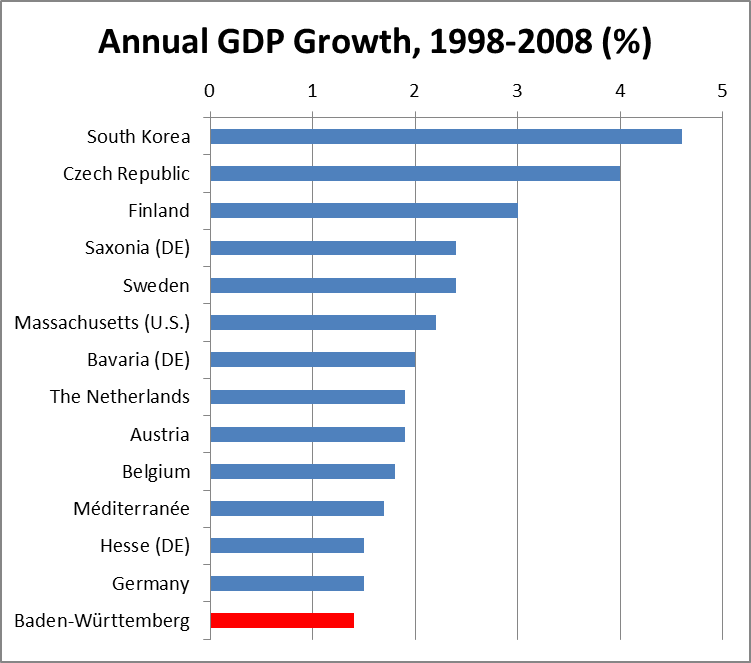 Annual GDP Growth, 1998-2008 (%)
0 1 2 3 4 5
South Korea
Czech Republic
Finland
Saxonia (DE)
Sweden
Massachusetts (U.S.)
Bavaria (DE)
The Netherlands
Austria
Belgium
Méditerranée
Hesse (DE)
Germany
Baden-Württemberg